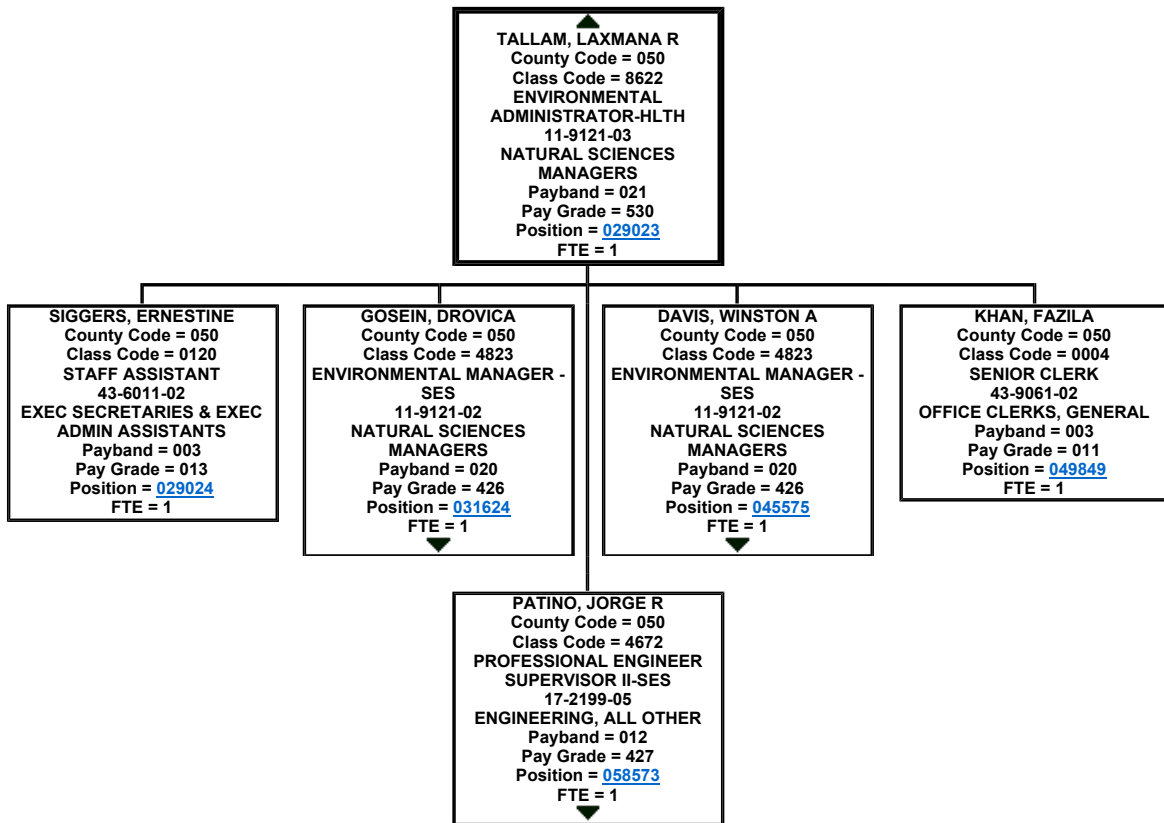 TALLAM, LAXMANA R
County Code = 050
Class Code = 8622
ENVIRONMENTAL
ADMINISTRATOR-HLTH
11-9121-03
NATURAL SCIENCES
MANAGERS
Payband = 021
Pay Grade = 530
Position = 029023
FTE = 1
SIGGERS, ERNESTINE
County Code = 050
Class Code = 0120
STAFF ASSISTANT
43-6011-02
EXEC SECRETARIES & EXEC
ADMIN ASSISTANTS
Payband = 003
Pay Grade = 013
Position = 029024
FTE = 1
GOSEIN, DROVICA
County Code = 050
Class Code = 4823
ENVIRONMENTAL MANAGER -
SES
11-9121-02
NATURAL SCIENCES
MANAGERS
Payband = 020
Pay Grade = 426
Position = 031624
FTE = 1
DAVIS, WINSTON A
County Code = 050
Class Code = 4823
ENVIRONMENTAL MANAGER -
SES
11-9121-02
NATURAL SCIENCES
MANAGERS
Payband = 020
Pay Grade = 426
Position = 045575
FTE = 1
KHAN, FAZILA
County Code = 050
Class Code = 0004
SENIOR CLERK
43-9061-02
OFFICE CLERKS, GENERAL
Payband = 003
Pay Grade = 011
Position = 049849
FTE = 1
PATINO, JORGE R
County Code = 050
Class Code = 4672
PROFESSIONAL ENGINEER
SUPERVISOR II-SES
17-2199-05
ENGINEERING, ALL OTHER
Payband = 012
Pay Grade = 427
Position = 058573
FTE = 1